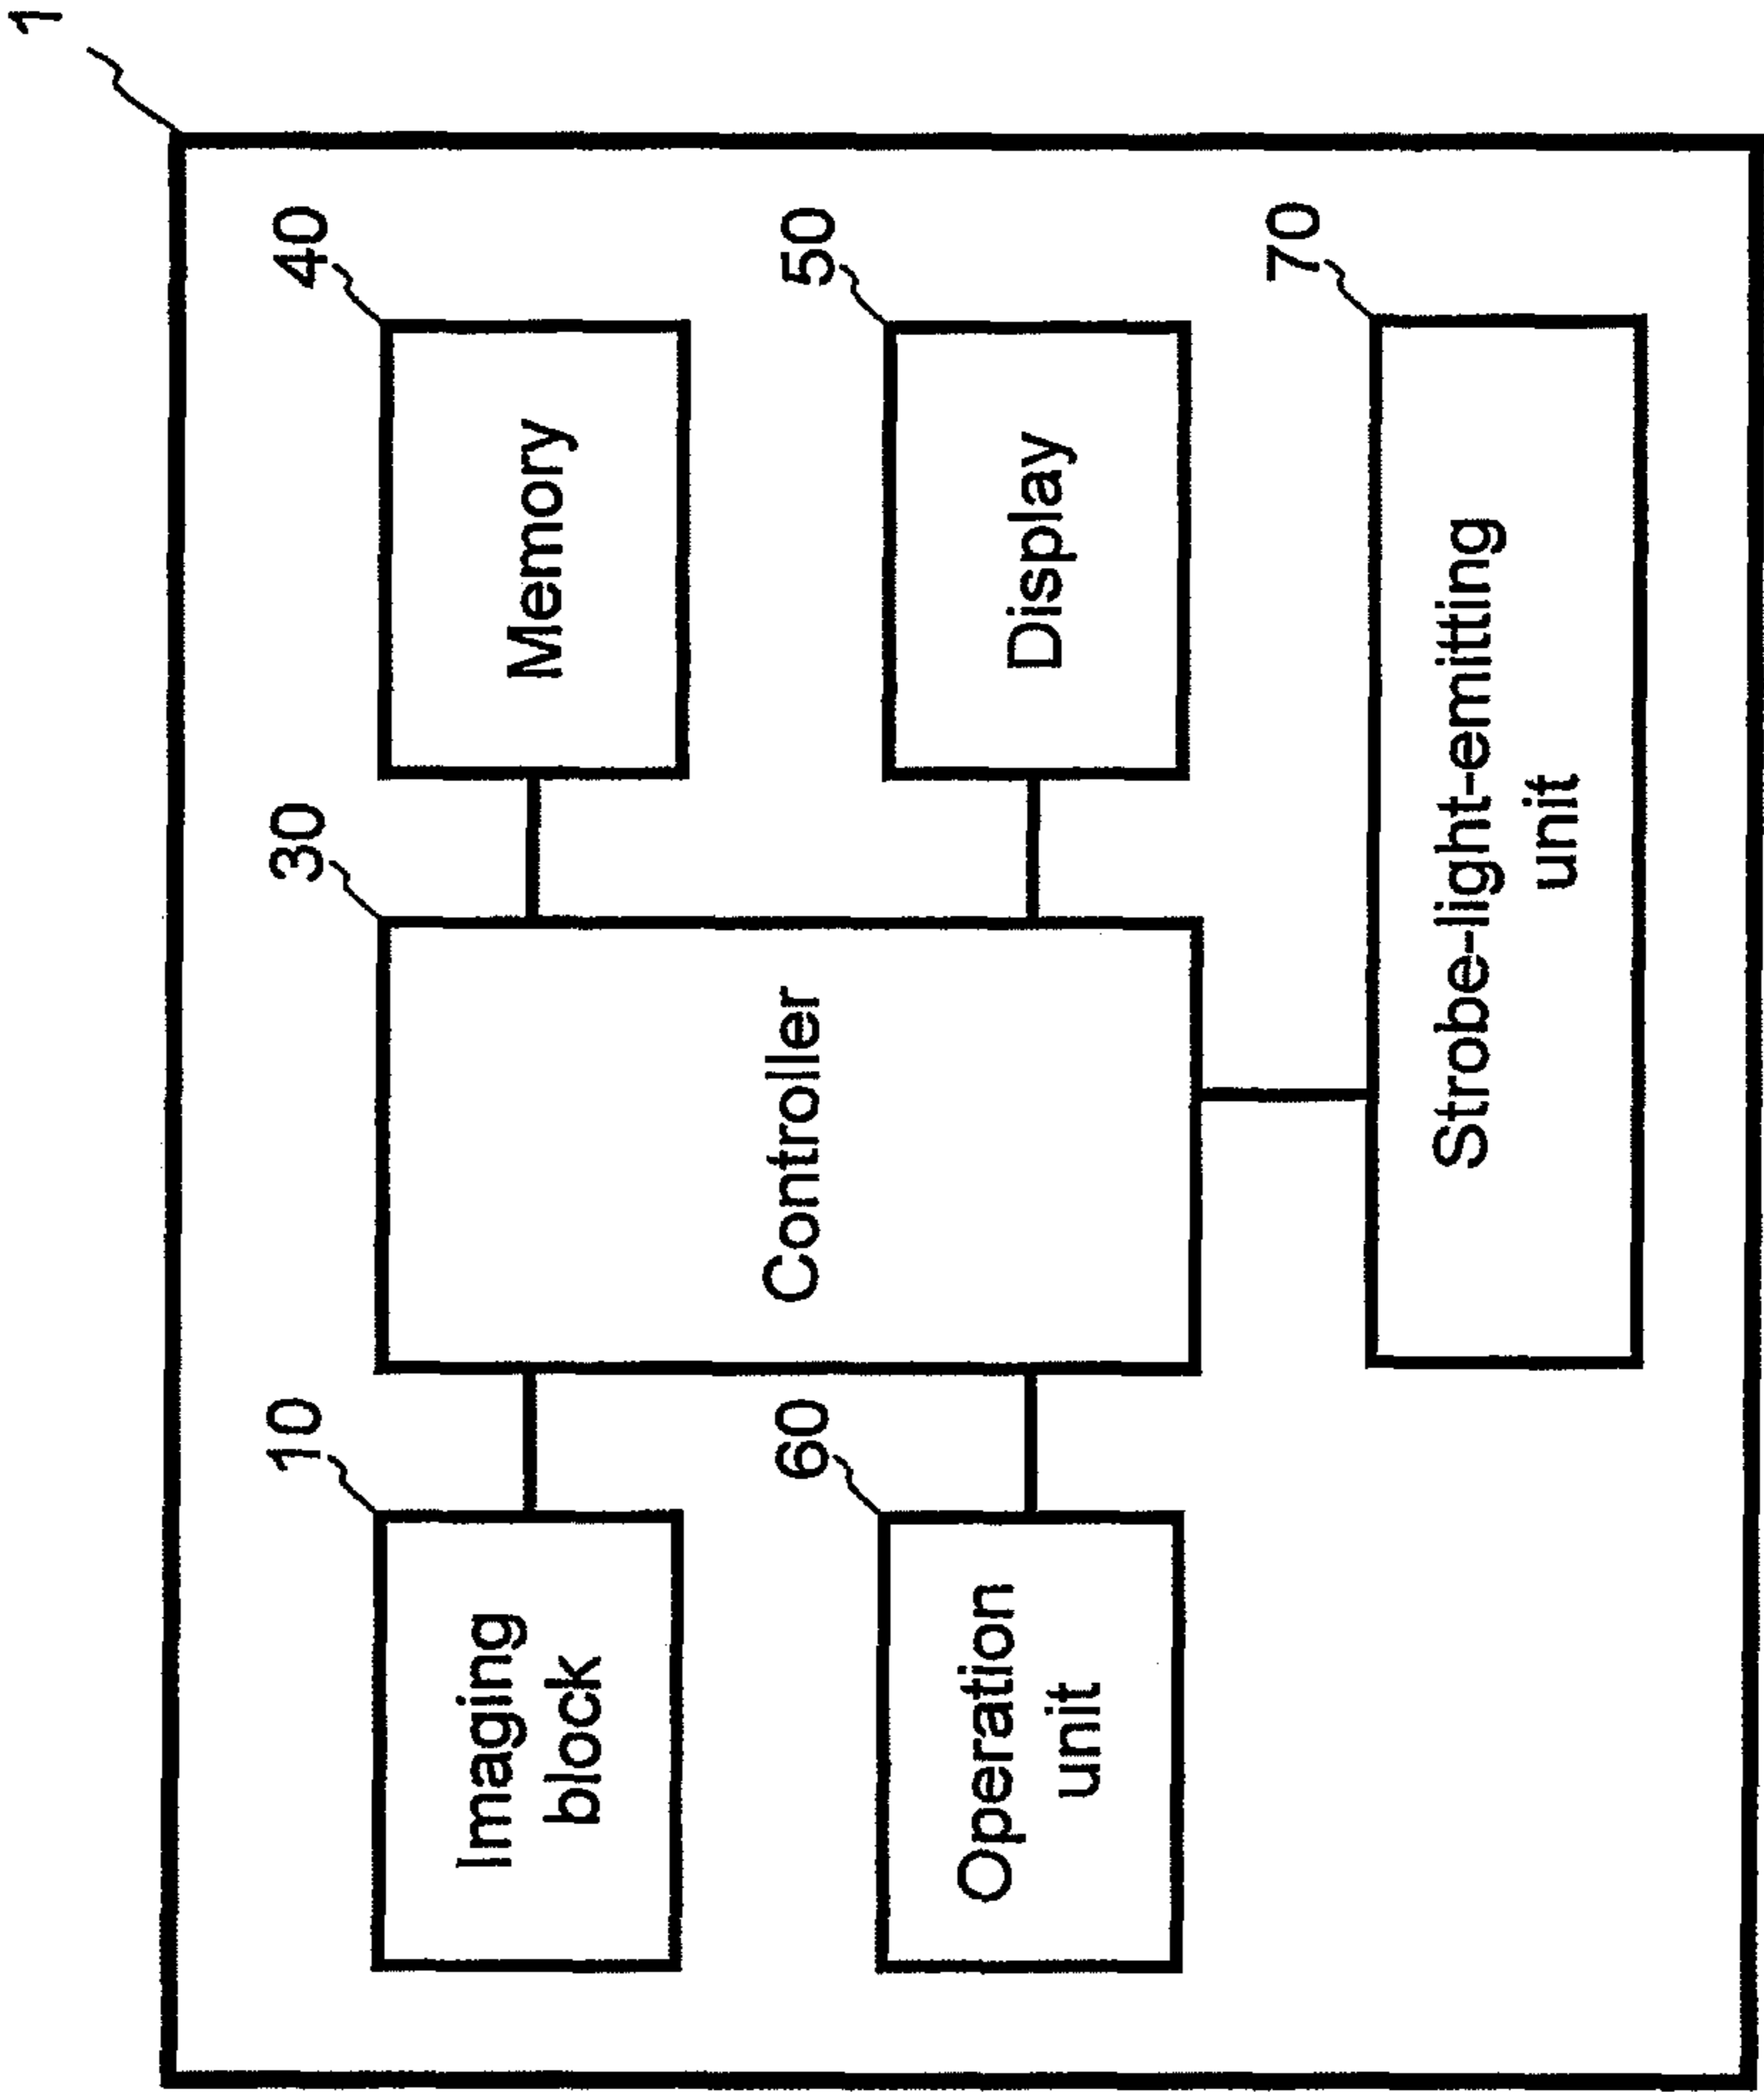 1
10
Imaging
block
30
Controller
40
Memory
60
Operation
unit
50
Display
70
Strobe-light-emitting
unit